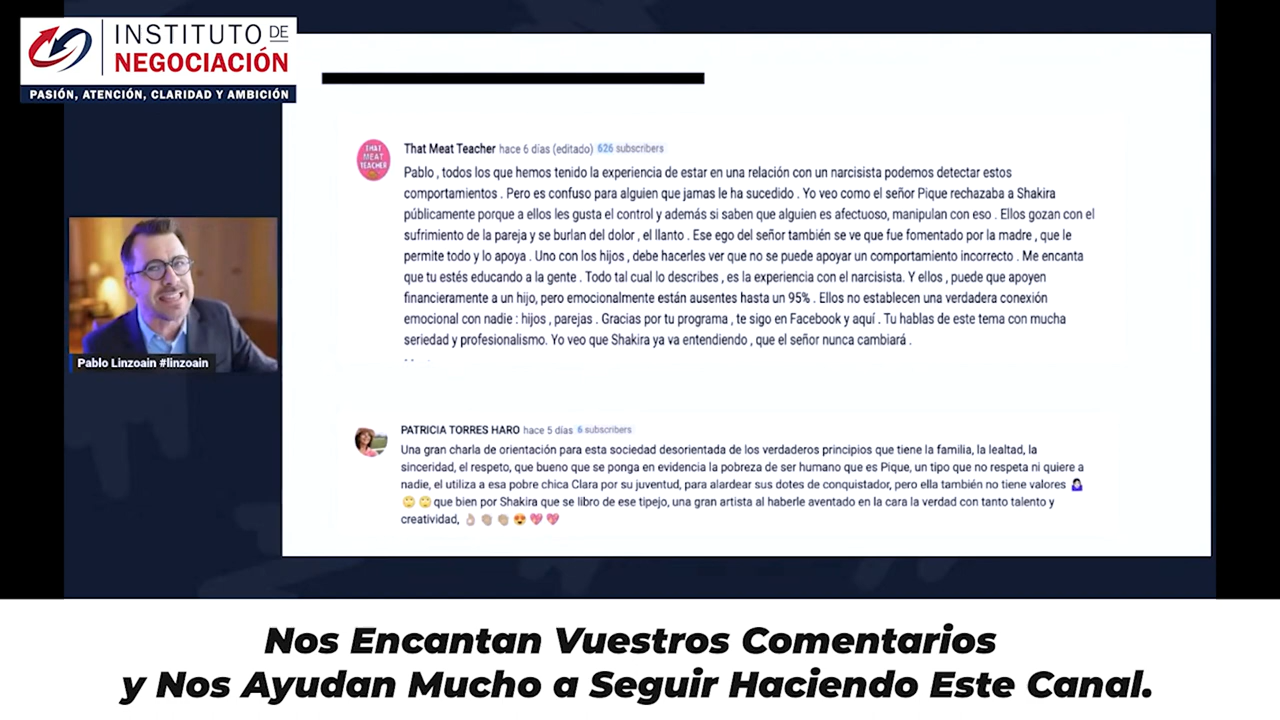 INSTITUTO DE
NEGOCIACIÓN
PASIÓN, ATENCIÓN, CLARIDAD Y AMBICIÓN
THAT
MEAT
TEACHER
That Meat Teacher hace 6 días (editado) 626 subscribers
Pablo , todos los que hemos tenido la experiencia de estar en una relación con un narcisista podemos detectar estos
comportamientos . Pero es confuso para alguien que jamas le ha sucedido . Yo veo como el señor Pique rechazaba a Shakira
públicamente porque a ellos les gusta el control y además si saben que alguien es afectuoso, manipulan con eso . Ellos gozan con el
sufrimiento de la pareja y se burlan del dolor , el llanto . Ese ego del señor también se ve que fue fomentado por la madre , que le
permite todo y lo apoya . Uno con los hijos , debe hacerles ver que no se puede apoyar un comportamiento incorrecto . Me encanta
que tu estés educando a la gente . Todo tal cual lo describes , es la experiencia con el narcisista. Y ellos , puede que apoyen
financieramente a un hijo, pero emocionalmente están ausentes hasta un 95% . Ellos no establecen una verdadera conexión
emocional con nadie : hijos , parejas . Gracias por tu programa , te sigo en Facebook y aquí . Tu hablas de este tema con mucha
seriedad y profesionalismo. Yo veo que Shakira ya va entendiendo , que el señor nunca cambiará .
Pablo Linzoain #linzoain
PATRICIA TORRES HARO hace 5 días 6 subscribers
Una gran charla de orientación para esta sociedad desorientada de los verdaderos principios que tiene la familia, la lealtad, la
sinceridad, el respeto, que bueno que se ponga en evidencia la pobreza de ser humano que es Pique, un tipo que no respeta ni quiere a
nadie, el utiliza a esa pobre chica Clara por su juventud, para alardear sus dotes de conquistador, pero ella también no tiene valores 🤷🏻‍♀️
🙄 🙄 que bien por Shakira que se libro de ese tipejo, una gran artista al haberle aventado en la cara la verdad con tanto talento y
creatividad, 👌🏼 👏🏼 👏🏼 😍 💖 💖
Nos Encantan Vuestros Comentarios
y Nos Ayudan Mucho a Seguir Haciendo Este Canal.